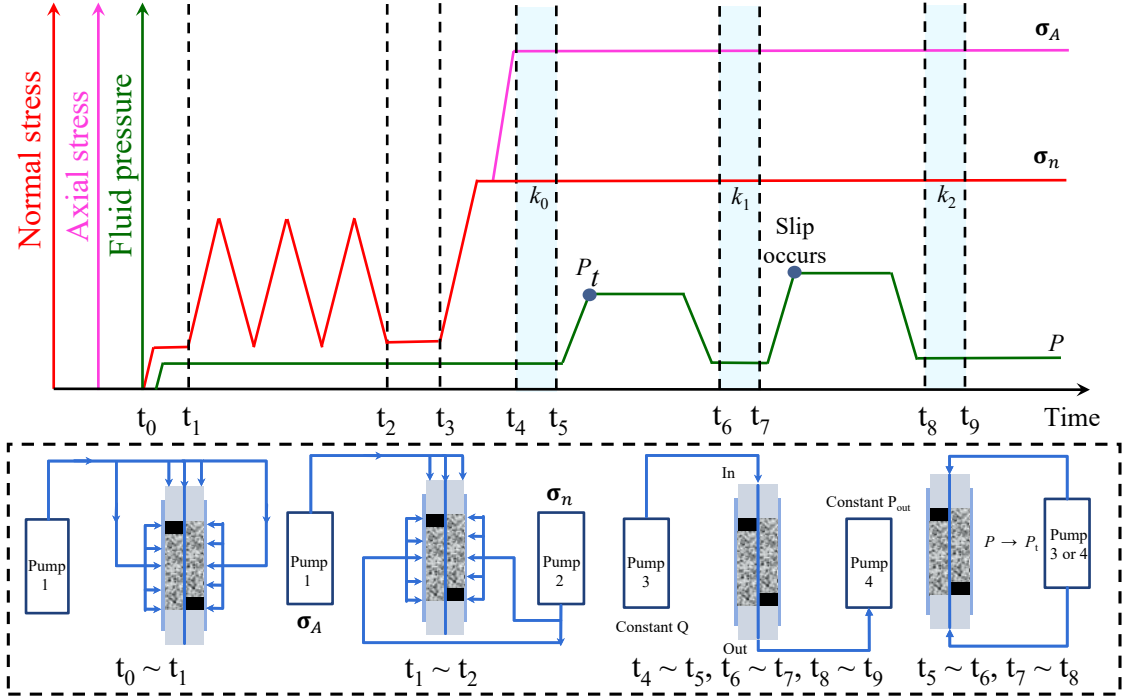 Normal stress
Axial stress
Fluid pressure
σA
σn
k0
k1
k2
Pt
Slip
occurs
P
t0
t1
t2
t3
t4
t5
t6
t7
t8
t9
Time
Pump
1
t0 ~ t1
Pump
1
σA
σn
Pump
2
t1 ~ t2
In
Pump
3
Constant Q
Out
Constant Pout
Pump
4
t4 ~ t5, t6 ~ t7, t8 ~ t9
P → Pt
Pump
3 or 4
t5 ~ t6, t7 ~ t8